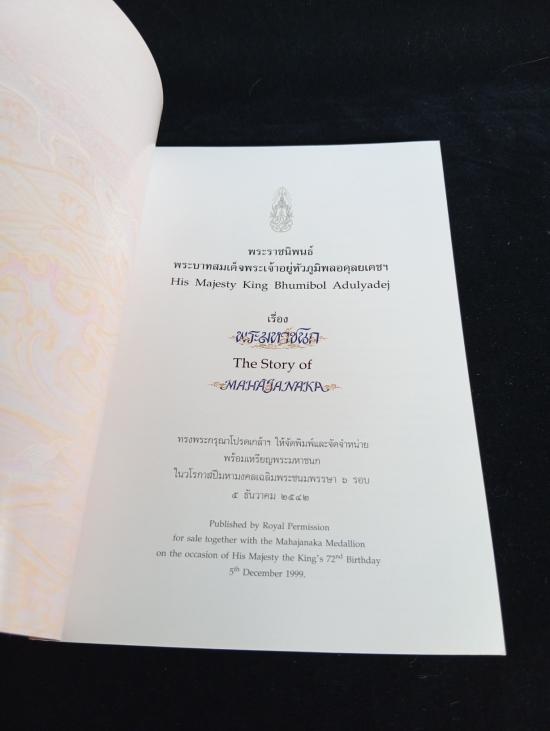 พระราชนิพนธ์
พระบาทสมเด็จพระเจ้าอยู่หัวภูมิพลอดุลยเดชฯ
His Majesty King Bhumibol Adulyadej
เรื่อง
พระมหาชนก
The Story of
MAHAJANAKA
ทรงพระกรุณาโปรดเกล้าฯ ให้จัดพิมพ์และจัดจำหน่าย
พร้อมเหรียญพระมหาชนก
ในวโรกาสปีมหามงคลเฉลิมพระชนมพรรษา ๖ รอบ
๕ ธันวาคม ๒๕๔๒
Published by Royal Permission
for sale together with the Mahajanaka Medallion
on the occasion of His Majesty the King's 72nd Birthday
5th December 1999.